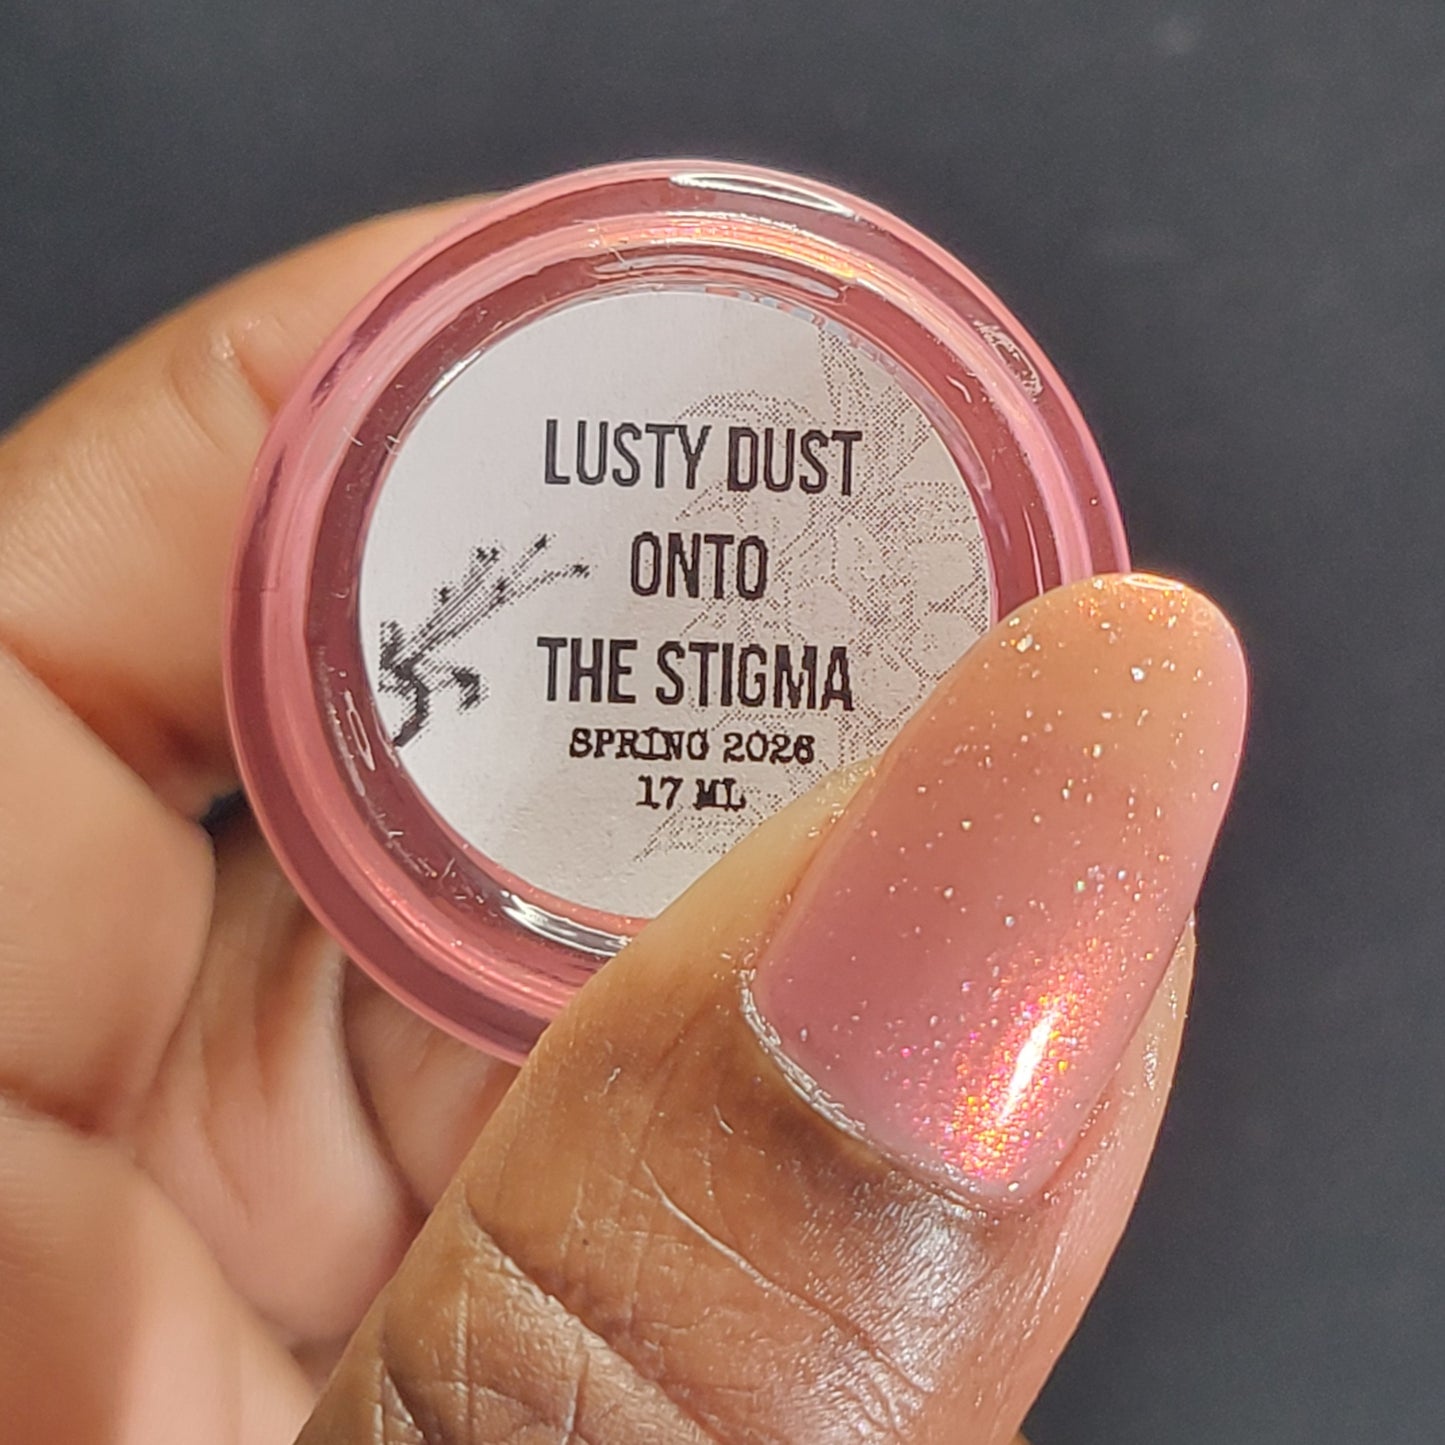 LUSTY DUST
ONTO
THE STIGMA
SPRING 2026
17 ML